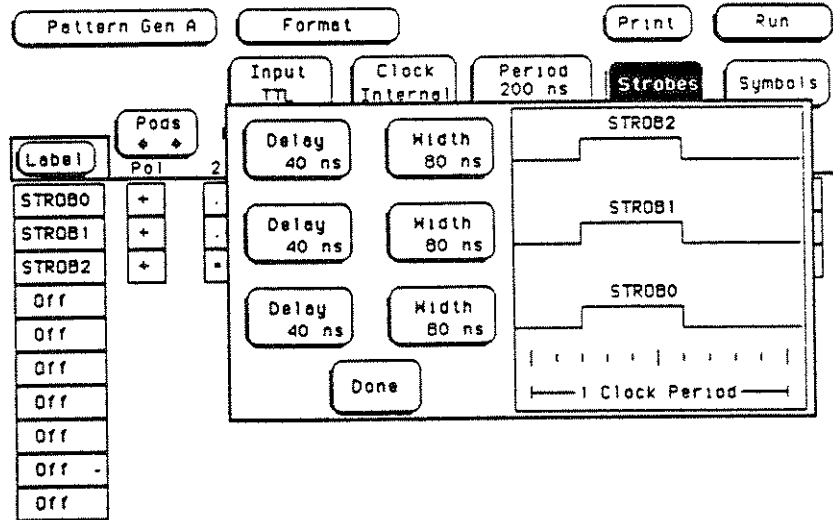 Pattern Gen A Format Print Run
Input TTL Clock Internal Period 200 ns Strobes Symbols
Pods
Label Pol 2
Delay 40 ns Width 80 ns STROB2
STROB0 + .
Delay 40 ns Width 80 ns STROB1
STROB1 + .
STROB2 +
Delay 40 ns Width 80 ns STROB0
Off
Off
Off
Off
Off
Off -
Off
Done
1 Clock Period